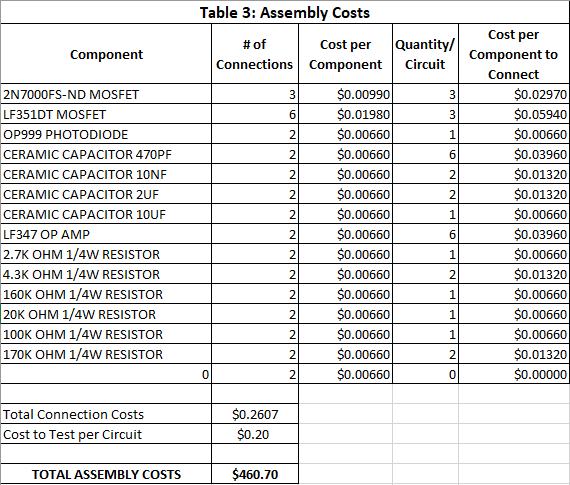 Table 3: Assembly Costs
Component # of Connections Cost per Component Quantity/ Circuit Cost per Component to Connect
2N7000FS-ND MOSFET 3 $0.00990 3 $0.02970
LF351DT MOSFET 6 $0.01980 3 $0.05940
OP999 PHOTODIODE 2 $0.00660 1 $0.00660
CERAMIC CAPACITOR 470PF 2 $0.00660 6 $0.03960
CERAMIC CAPACITOR 10NF 2 $0.00660 2 $0.01320
CERAMIC CAPACITOR 2UF 2 $0.00660 2 $0.01320
CERAMIC CAPACITOR 10UF 2 $0.00660 1 $0.00660
LF347 OP AMP 2 $0.00660 6 $0.03960
2.7K OHM 1/4W RESISTOR 2 $0.00660 1 $0.00660
4.3K OHM 1/4W RESISTOR 2 $0.00660 2 $0.01320
160K OHM 1/4W RESISTOR 2 $0.00660 1 $0.00660
20K OHM 1/4W RESISTOR 2 $0.00660 1 $0.00660
100K OHM 1/4W RESISTOR 2 $0.00660 1 $0.00660
170K OHM 1/4W RESISTOR 2 $0.00660 2 $0.01320
0 2 $0.00660 0 $0.00000
Total Connection Costs $0.2607
Cost to Test per Circuit $0.20
TOTAL ASSEMBLY COSTS $460.70